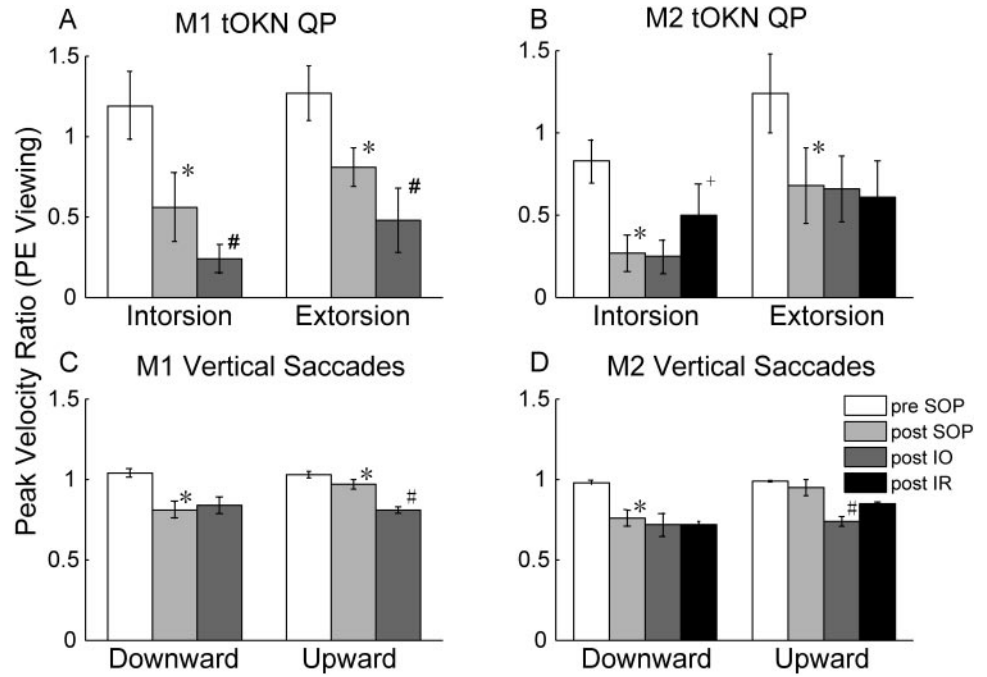 A
M1 tOKN QP
B
M2 tOKN QP
Peak Velocity Ratio (PE Viewing)
1.5
1
0.5
0
*
#
*
#
Intorsion
Extorsion
1.5
1
0.5
0
*
+
*
Intorsion
Extorsion
C
M1 Vertical Saccades
D
M2 Vertical Saccades
1.5
1
0.5
0
*
*
#
Downward
Upward
1.5
1
0.5
0
*
#
Downward
Upward
pre SOP
post SOP
post IO
post IR